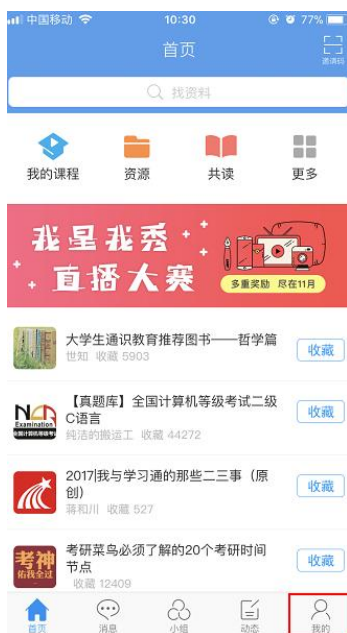 中国移动
10:30
77%
首页
邀请码
找资料
我的课程
资源
共读
更多
我星我秀
直播大赛
多重奖励 尽在11月
大学生通识教育推荐图书——哲学篇
世知 收藏 5903
收藏
【真题库】全国计算机等级考试二级
C语言
纯洁的搬运工 收藏 44272
收藏
NCR
Examination
2017|我与学习通的那些二三事（原
创）
蒋和川 收藏 527
收藏
考研菜鸟必须了解的20个考研时间
节点
收藏 12409
收藏
考神
佑我全过
首页
消息
小组
动态
我的